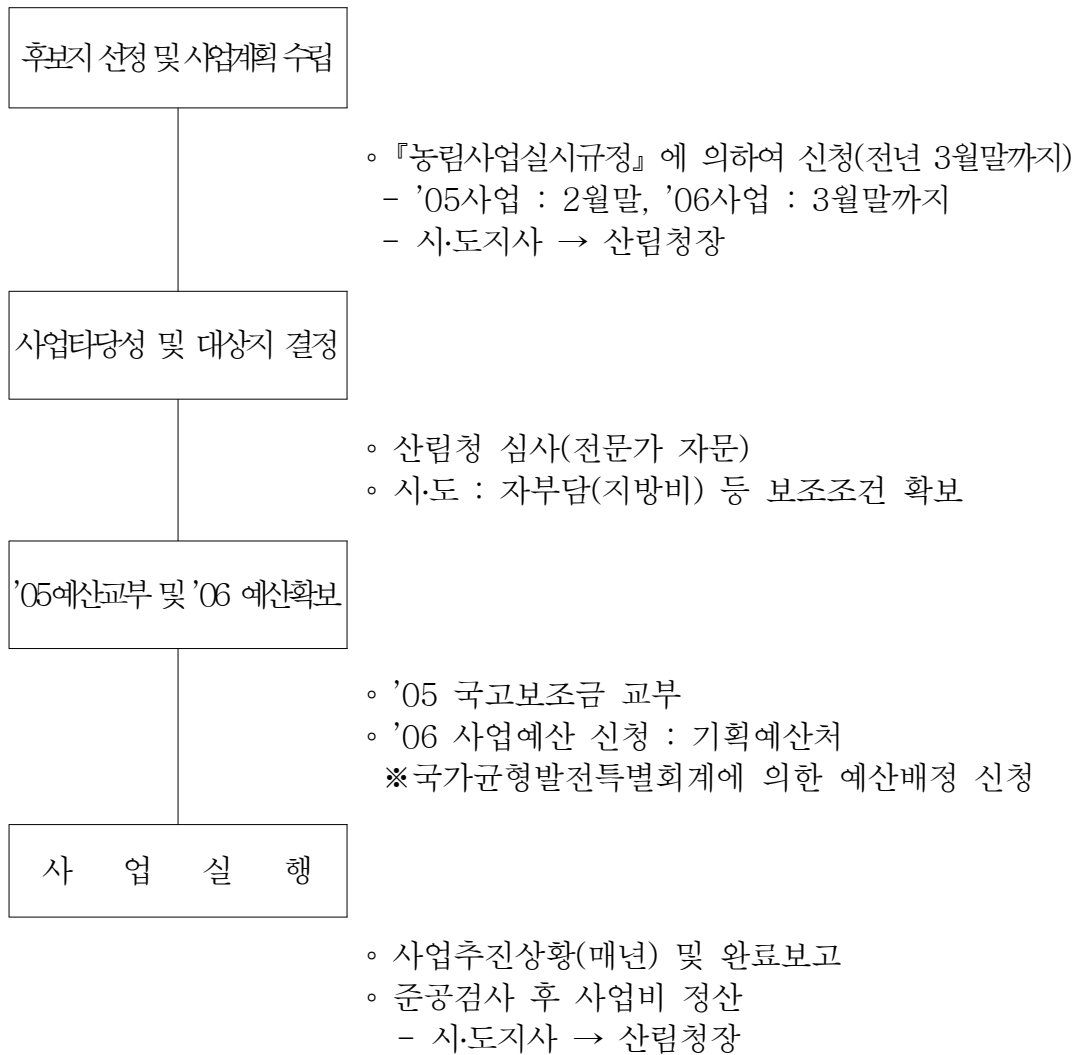 후보지 선정 및 사업계획 수립
◦『농림사업실시규정』에 의하여 신청(전년 3월말까지)
- ’05사업 : 2월말, ’06사업 : 3월말까지
- 시·도지사 → 산림청장
사업타당성 및 대상지 결정
◦ 산림청 심사(전문가 자문)
◦ 시·도 : 자부담(지방비) 등 보조조건 확보
’05예산교부 및 ’06 예산확보
◦ ’05 국고보조금 교부
◦ ’06 사업예산 신청 : 기획예산처
※국가균형발전특별회계에 의한 예산배정 신청
사 업 실 행
◦ 사업추진상황(매년) 및 완료보고
◦ 준공검사 후 사업비 정산
- 시·도지사 → 산림청장